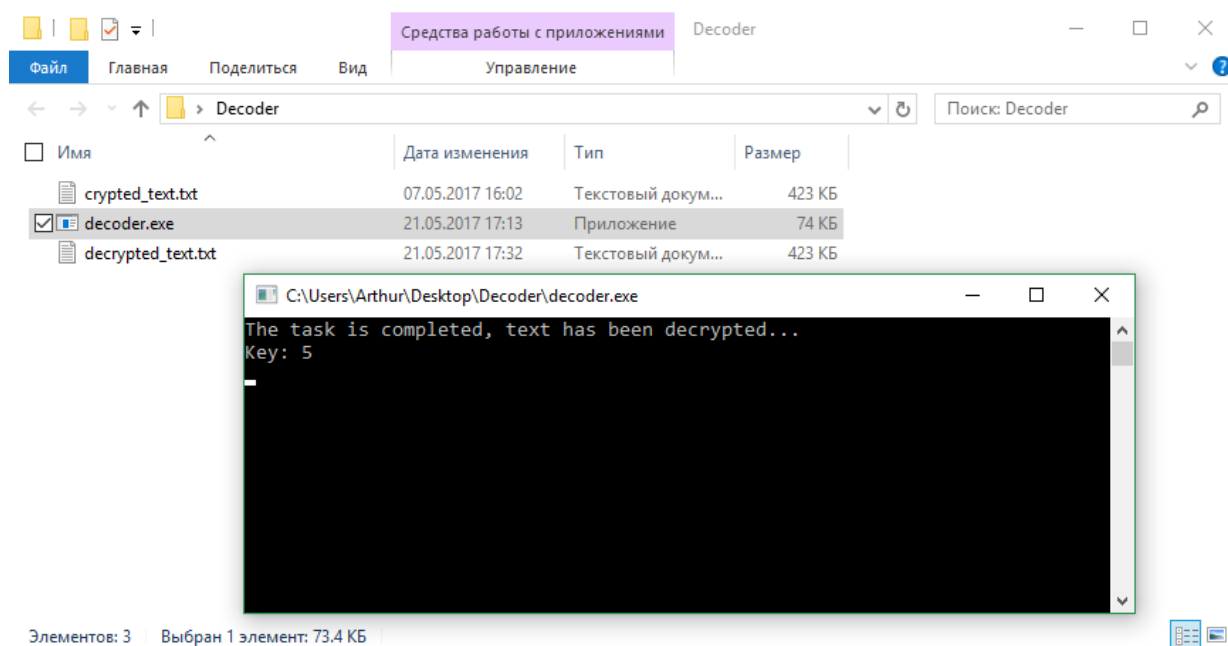 Средства работы с приложениями Decoder
Файл Главная Поделиться Вид Управление
Decoder Поиск: Decoder
Имя Дата изменения Тип Размер
crypted_text.txt 07.05.2017 16:02 Текстовый докум... 423 КБ
decoder.exe 21.05.2017 17:13 Приложение 74 КБ
decrypted_text.txt 21.05.2017 17:32 Текстовый докум... 423 КБ
C:\Users\Arthur\Desktop\Decoder\decoder.exe
The task is completed, text has been decrypted...
Key: 5
Элементов: 3 Выбран 1 элемент: 73.4 КБ